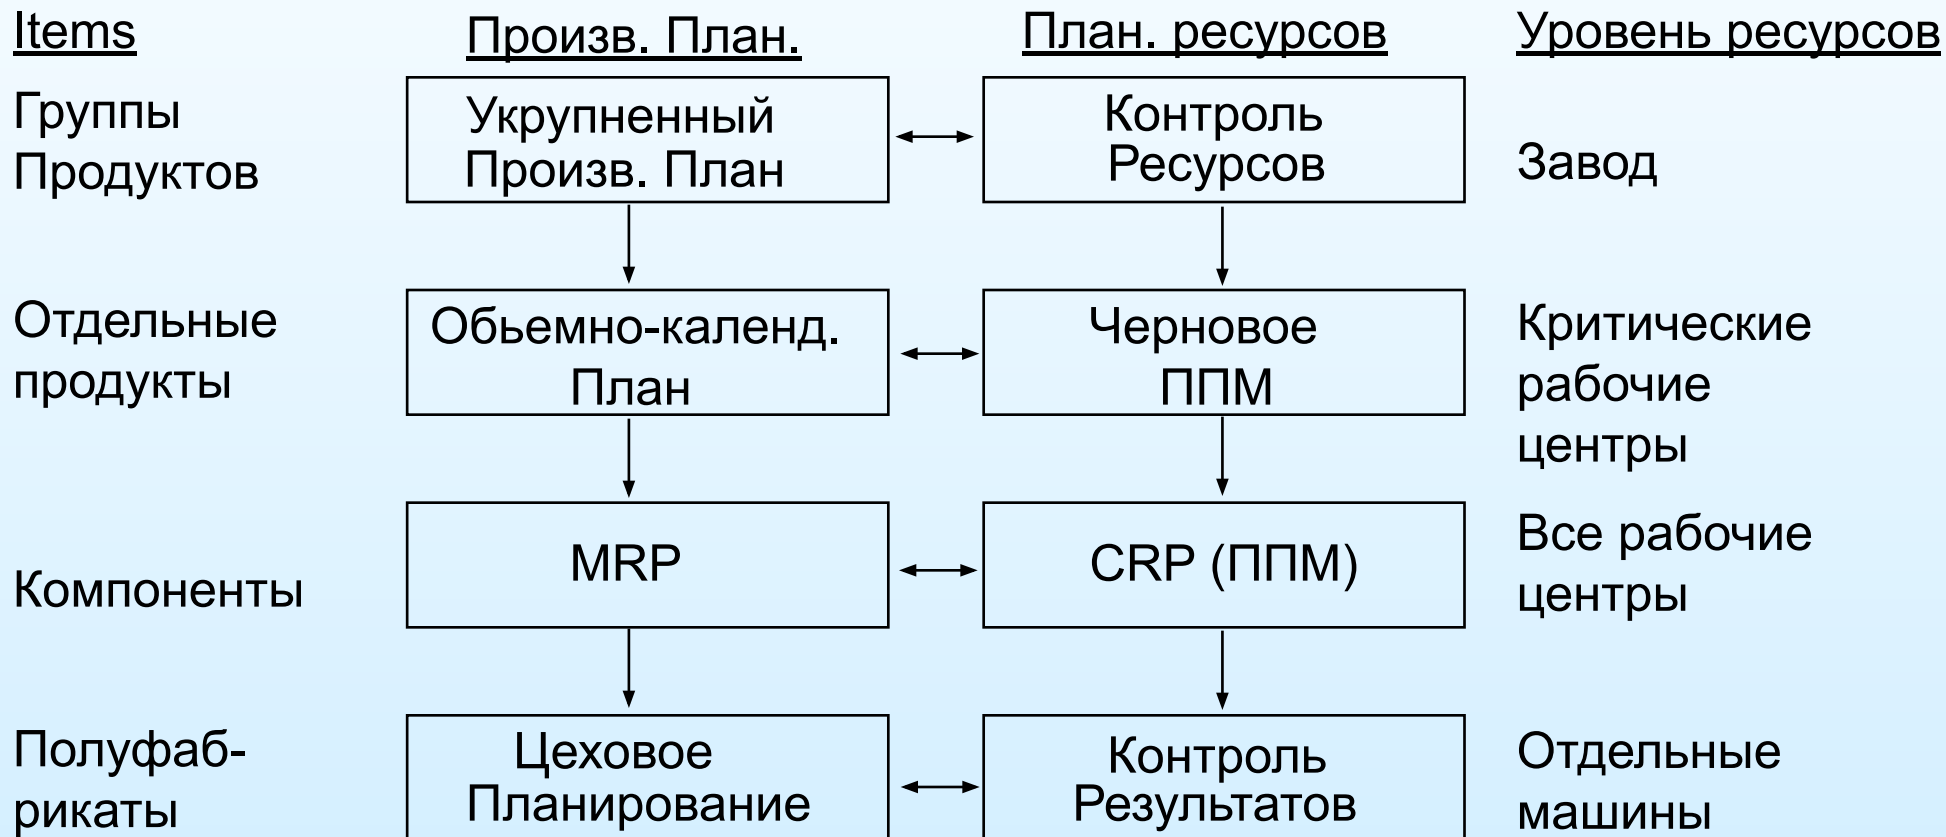 Items
Произв. План.
План. ресурсов
Уровень ресурсов
Группы
Продуктов
Укрупненный
Произв. План
Контроль
Ресурсов
Завод
Отдельные
продукты
Обьемно-календ.
План
Черновое
ППМ
Критические
рабочие
центры
Компоненты
MRP
CRP (ППМ)
Все рабочие
центры
Полуфаб-
рикаты
Цеховое
Планирование
Контроль
Результатов
Отдельные
машины